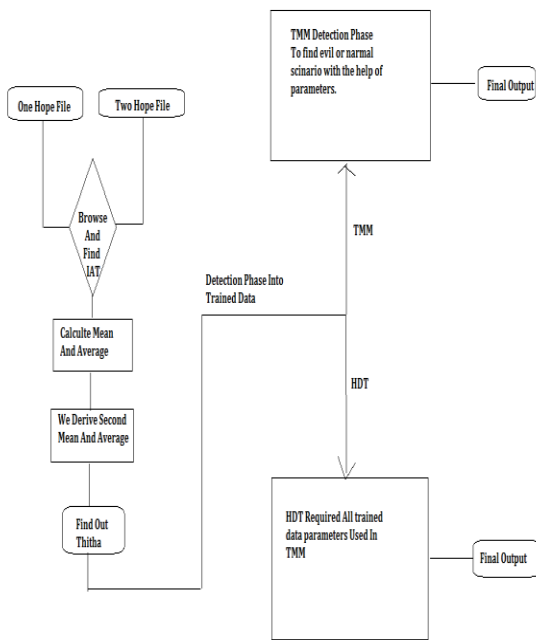 One Hope File
Two Hope File
Browse
And
Find
IAT
Calculte Mean
And Average
We Derive Second
Mean And Average
Find Out
Thitha
Detection Phase Into
Trained Data
TMM
HDT
TMM Detection Phase
To find evil or narmal
scinario with the help of
parameters.
Final Output
HDT Required All trained
data parameters Used In
TMM
Final Output